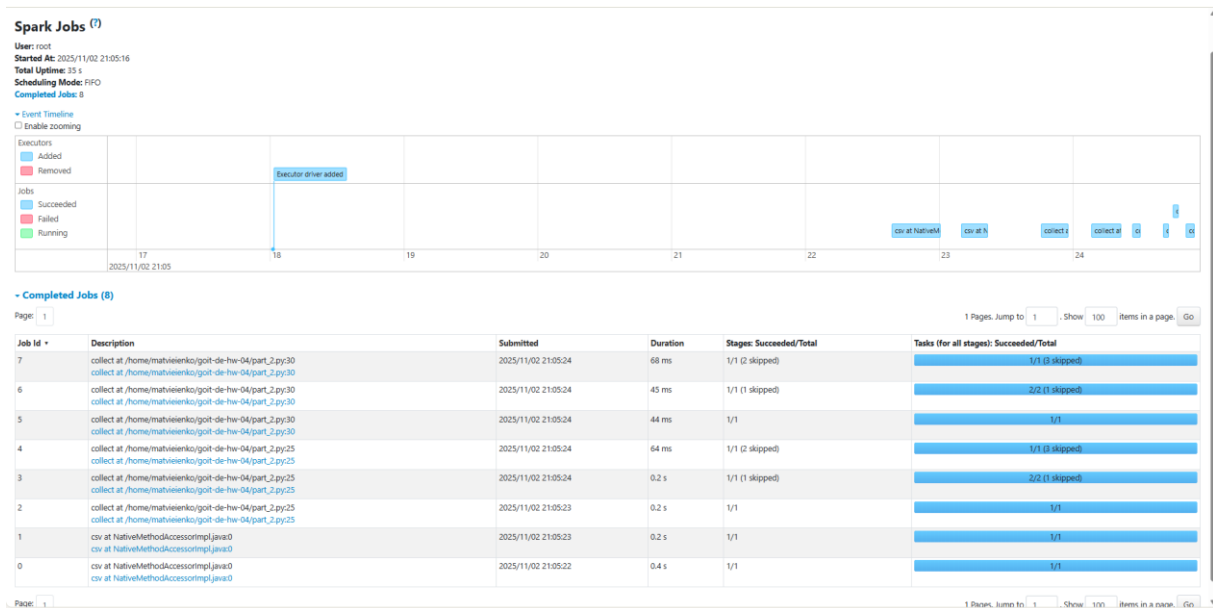 Spark Jobs (?)
User: root
Started At: 2025/11/02 21:05:16
Total Uptime: 35 s
Scheduling Mode: FIFO
Completed Jobs: 8
Event Timeline
Enable zooming
Executors
Added
Removed
Executor driver added
Jobs
Succeeded
Failed
Running
csv at NativeM
csv at N
collect a
collect at
17 18 19 20 21 22 23 24
2025/11/02 21:05
Completed Jobs (8)
Page: 1
1 Pages. Jump to 1 . Show 100 items in a page. Go
Job Id Description Submitted Duration Stages: Succeeded/Total Tasks (for all stages): Succeeded/Total
7 collect at /home/matvieienko/goit-de-hw-04/part_2.py:30 2025/11/02 21:05:24 68 ms 1/1 (2 skipped) 1/1 (3 skipped)
collect at /home/matvieienko/goit-de-hw-04/part_2.py:30
6 collect at /home/matvieienko/goit-de-hw-04/part_2.py:30 2025/11/02 21:05:24 45 ms 1/1 (1 skipped) 2/2 (1 skipped)
collect at /home/matvieienko/goit-de-hw-04/part_2.py:30
5 collect at /home/matvieienko/goit-de-hw-04/part_2.py:30 2025/11/02 21:05:24 44 ms 1/1 1/1
collect at /home/matvieienko/goit-de-hw-04/part_2.py:30
4 collect at /home/matvieienko/goit-de-hw-04/part_2.py:25 2025/11/02 21:05:24 64 ms 1/1 (2 skipped) 1/1 (3 skipped)
collect at /home/matvieienko/goit-de-hw-04/part_2.py:25
3 collect at /home/matvieienko/goit-de-hw-04/part_2.py:25 2025/11/02 21:05:24 0.2 s 1/1 (1 skipped) 2/2 (1 skipped)
collect at /home/matvieienko/goit-de-hw-04/part_2.py:25
2 collect at /home/matvieienko/goit-de-hw-04/part_2.py:25 2025/11/02 21:05:23 0.2 s 1/1 1/1
collect at /home/matvieienko/goit-de-hw-04/part_2.py:25
1 csv at NativeMethodAccessorImpl.java:0 2025/11/02 21:05:23 0.2 s 1/1 1/1
csv at NativeMethodAccessorImpl.java:0
0 csv at NativeMethodAccessorImpl.java:0 2025/11/02 21:05:22 0.4 s 1/1 1/1
csv at NativeMethodAccessorImpl.java:0
Page: 1
1 Pages. Jump to 1 . Show 100 items in a page. Go